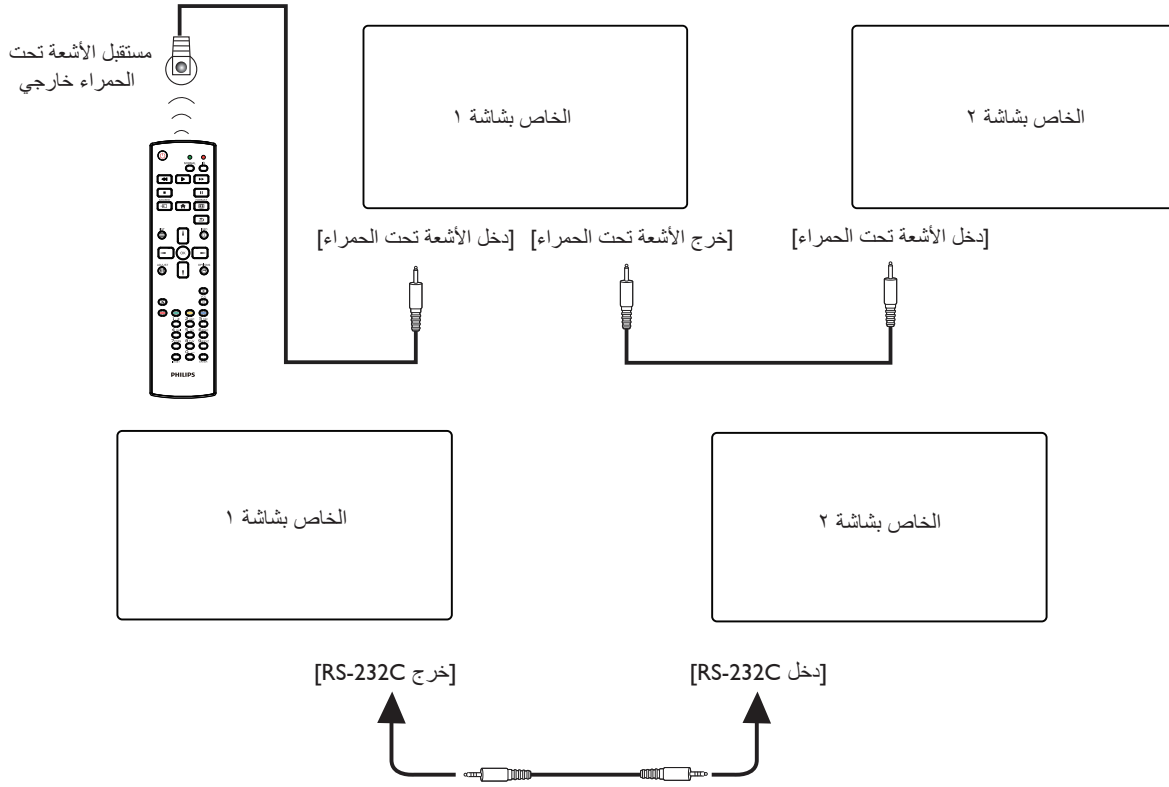 مستقبل الأشعة تحت
الحمراء خارجي
الخاص بشاشة ١
الخاص بشاشة ٢
[دخل الأشعة تحت الحمراء]
[خرج الأشعة تحت الحمراء]
[دخل الأشعة تحت الحمراء]
PHILIPS
الخاص بشاشة ١
الخاص بشاشة ٢
[خرج RS-232C]
[دخل RS-232C]